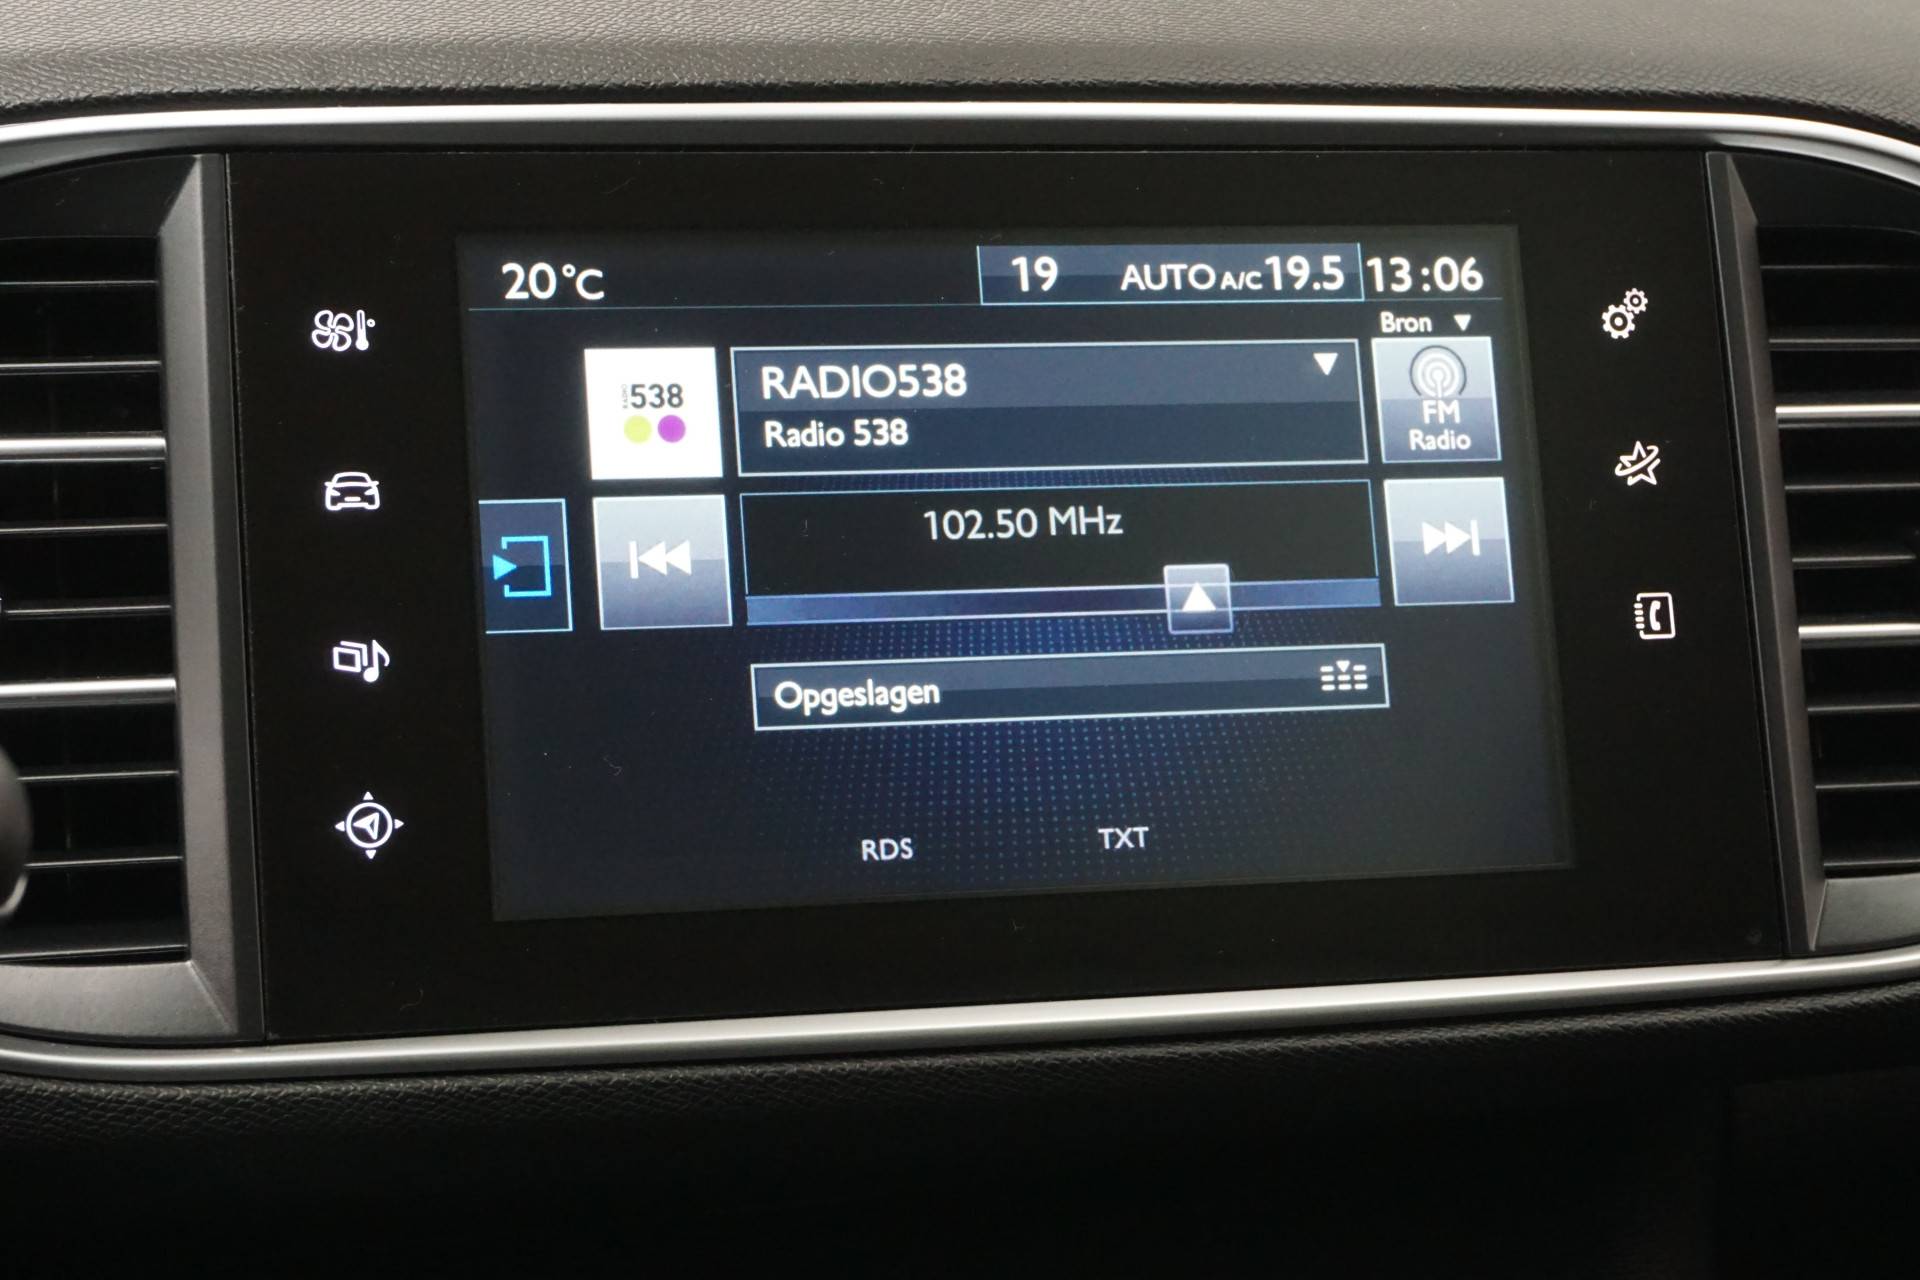 20°C 19 AUTO A/C 19.5 13:06
Bron
RADIO 538
RADIO538
Radio 538
FM
Radio
102.50 MHz
Opgeslagen
RDS TXT